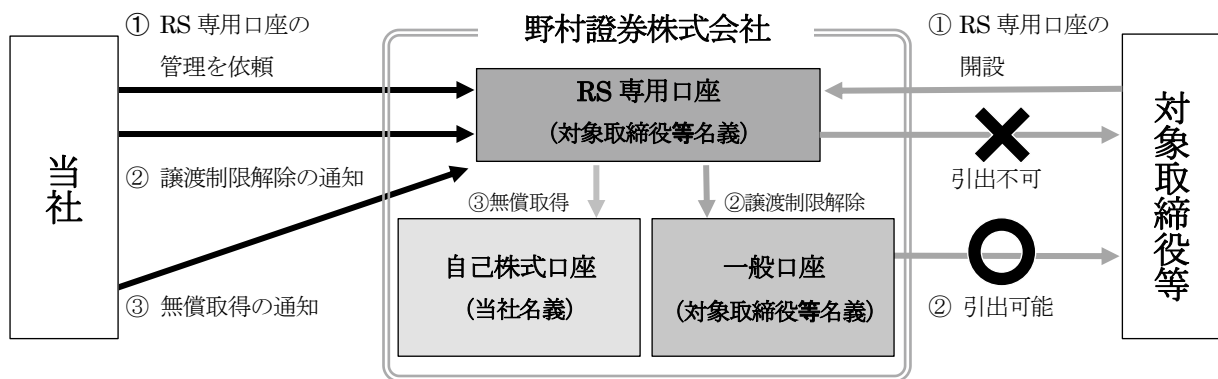 ① RS 専用口座の
管理を依頼
② 譲渡制限解除の通知
③ 無償取得の通知
当社
野村證券株式会社
RS 専用口座
(対象取締役等名義)
③無償取得
②譲渡制限解除
自己株式口座
(当社名義)
一般口座
(対象取締役等名義)
① RS 専用口座の
開設
引出不可
② 引出可能
対象取締役等